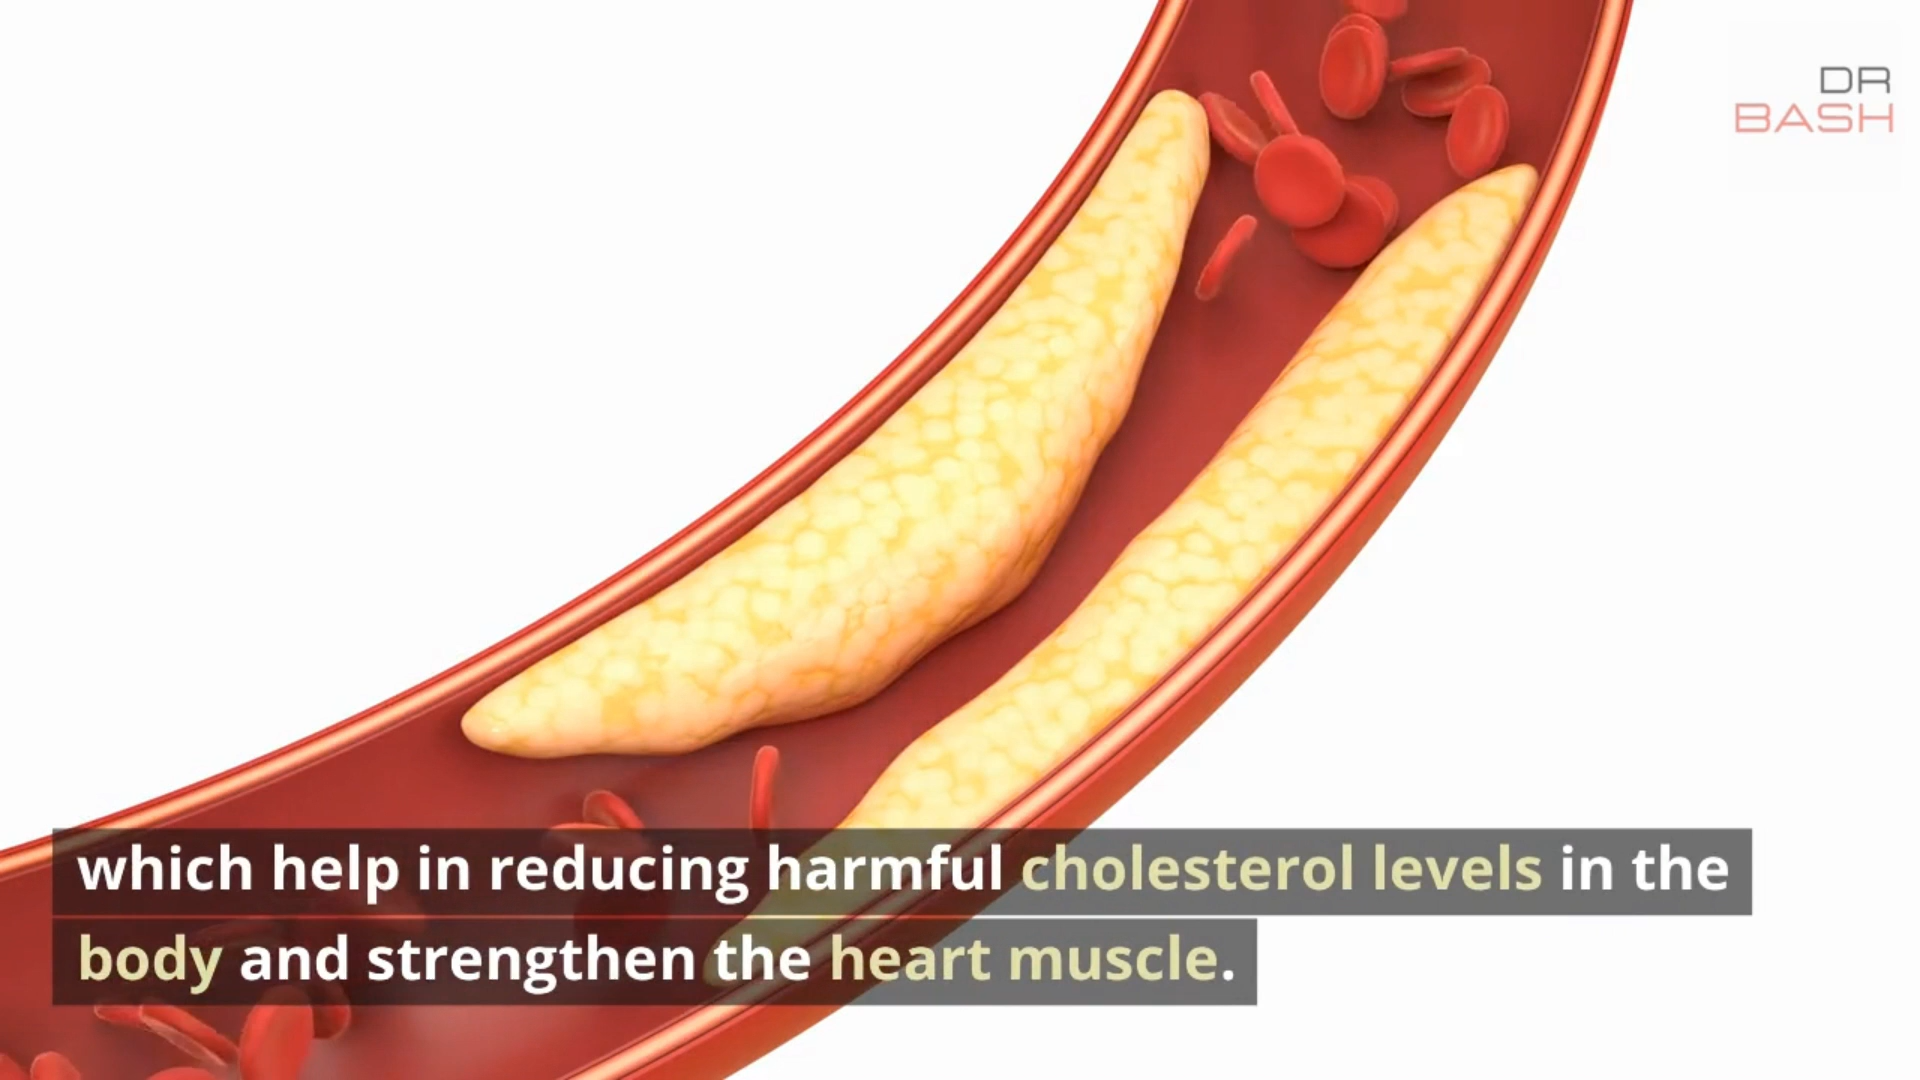 DR
BASH
which help in reducing harmful cholesterol levels in the
body and strengthen the heart muscle.